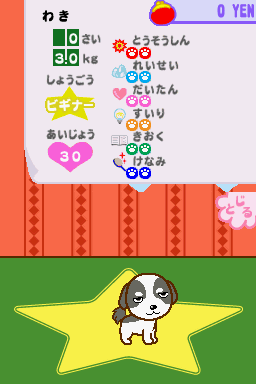 0 YEN
わき
0さい
3.0kg
しょうごう
ビギナー
あいじょう
30
とうそうしん
れいせい
だいたん
すいり
きおく
けなみ
とじる